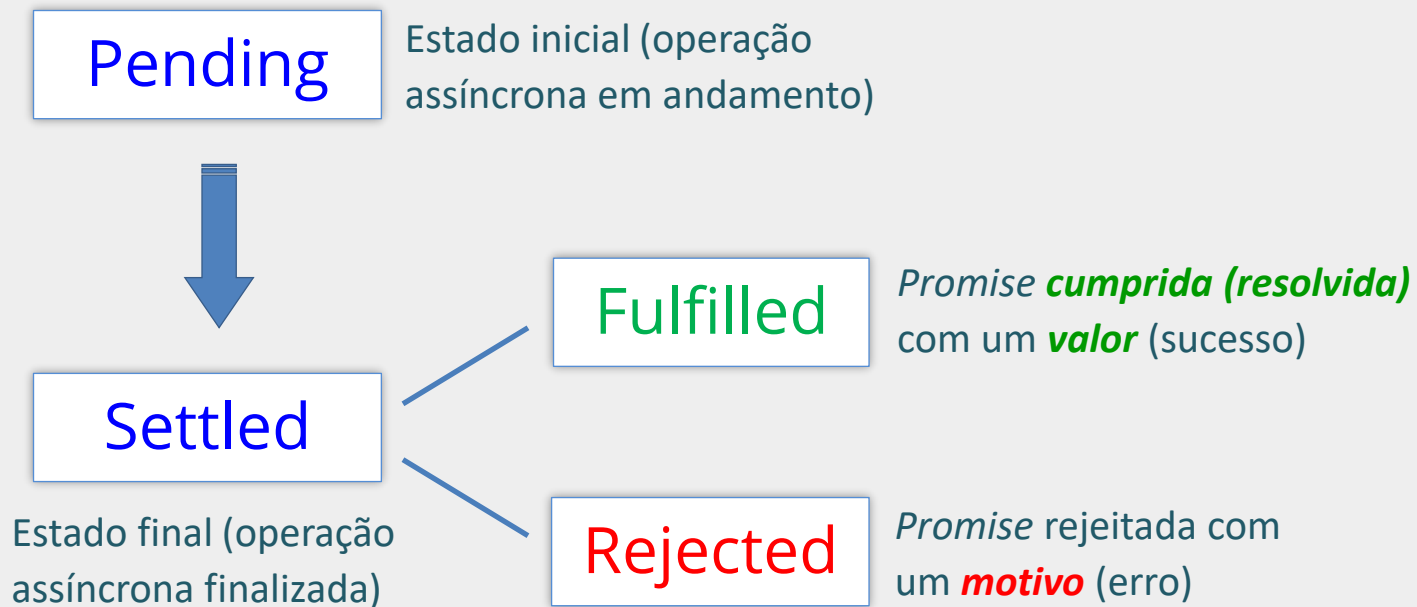 Pending
Estado inicial (operação
assíncrona em andamento)
Fulfilled
Promise cumprida (resolvida)
com um valor (sucesso)
Settled
Estado final (operação
assíncrona finalizada)
Rejected
Promise rejeitada com
um motivo (erro)